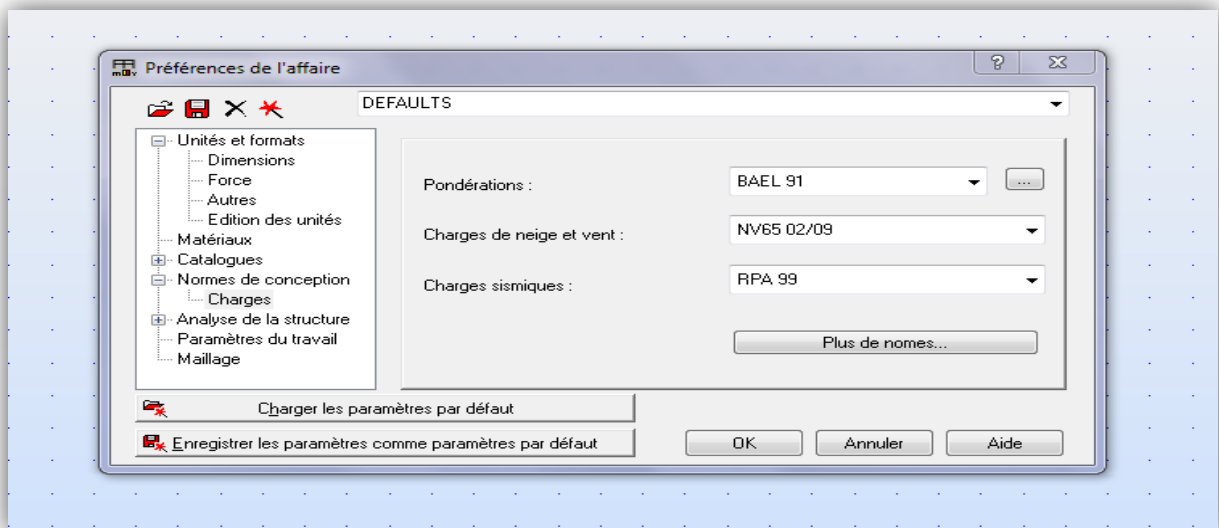 Préférences de l'affaire
DEFAULTS
Unités et formats
Dimensions
Force
Autres
Edition des unités
Matériaux
Catalogues
Normes de conception
Charges
Analyse de la structure
Paramètres du travail
Maillage
Pondérations : BAEL 91 ...
Charges de neige et vent : NV65 02/09
Charges sismiques : RPA 99
Plus de nomes...
Charger les paramètres par défaut
Enregistrer les paramètres comme paramètres par défaut
OK Annuler Aide